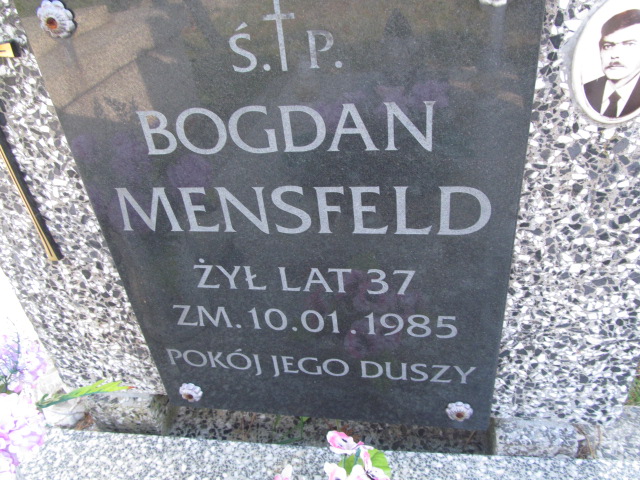 Ś. P.
BOGDAN
MENSFELD
ŻYŁ LAT 37
ZM. 10.01.1985
POKÓJ JEGO DUSZY